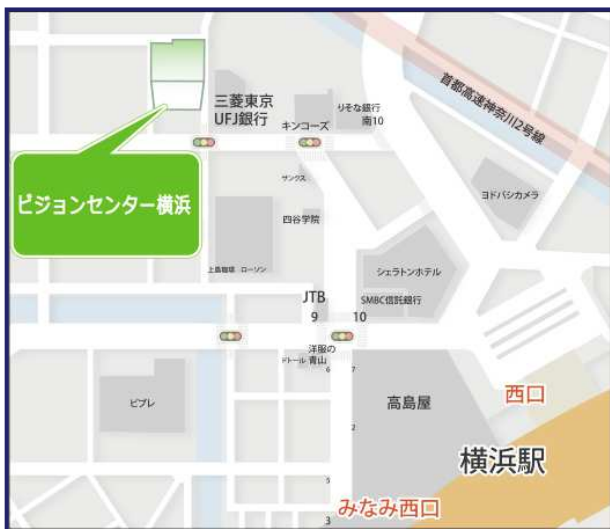 首都高速神奈川2号線
三菱東京
UFJ銀行
りそな銀行
南10
キンコーズ
サンクス
ビジョンセンター横浜
ヨドバシカメラ
四谷学院
上島珈琲 ローソン
シェラトンホテル
JTB
SMBC信託銀行
9
10
洋服の
青山
ドトール
6
7
ビブレ
高島屋
西口
2
横浜駅
5
みなみ西口
3